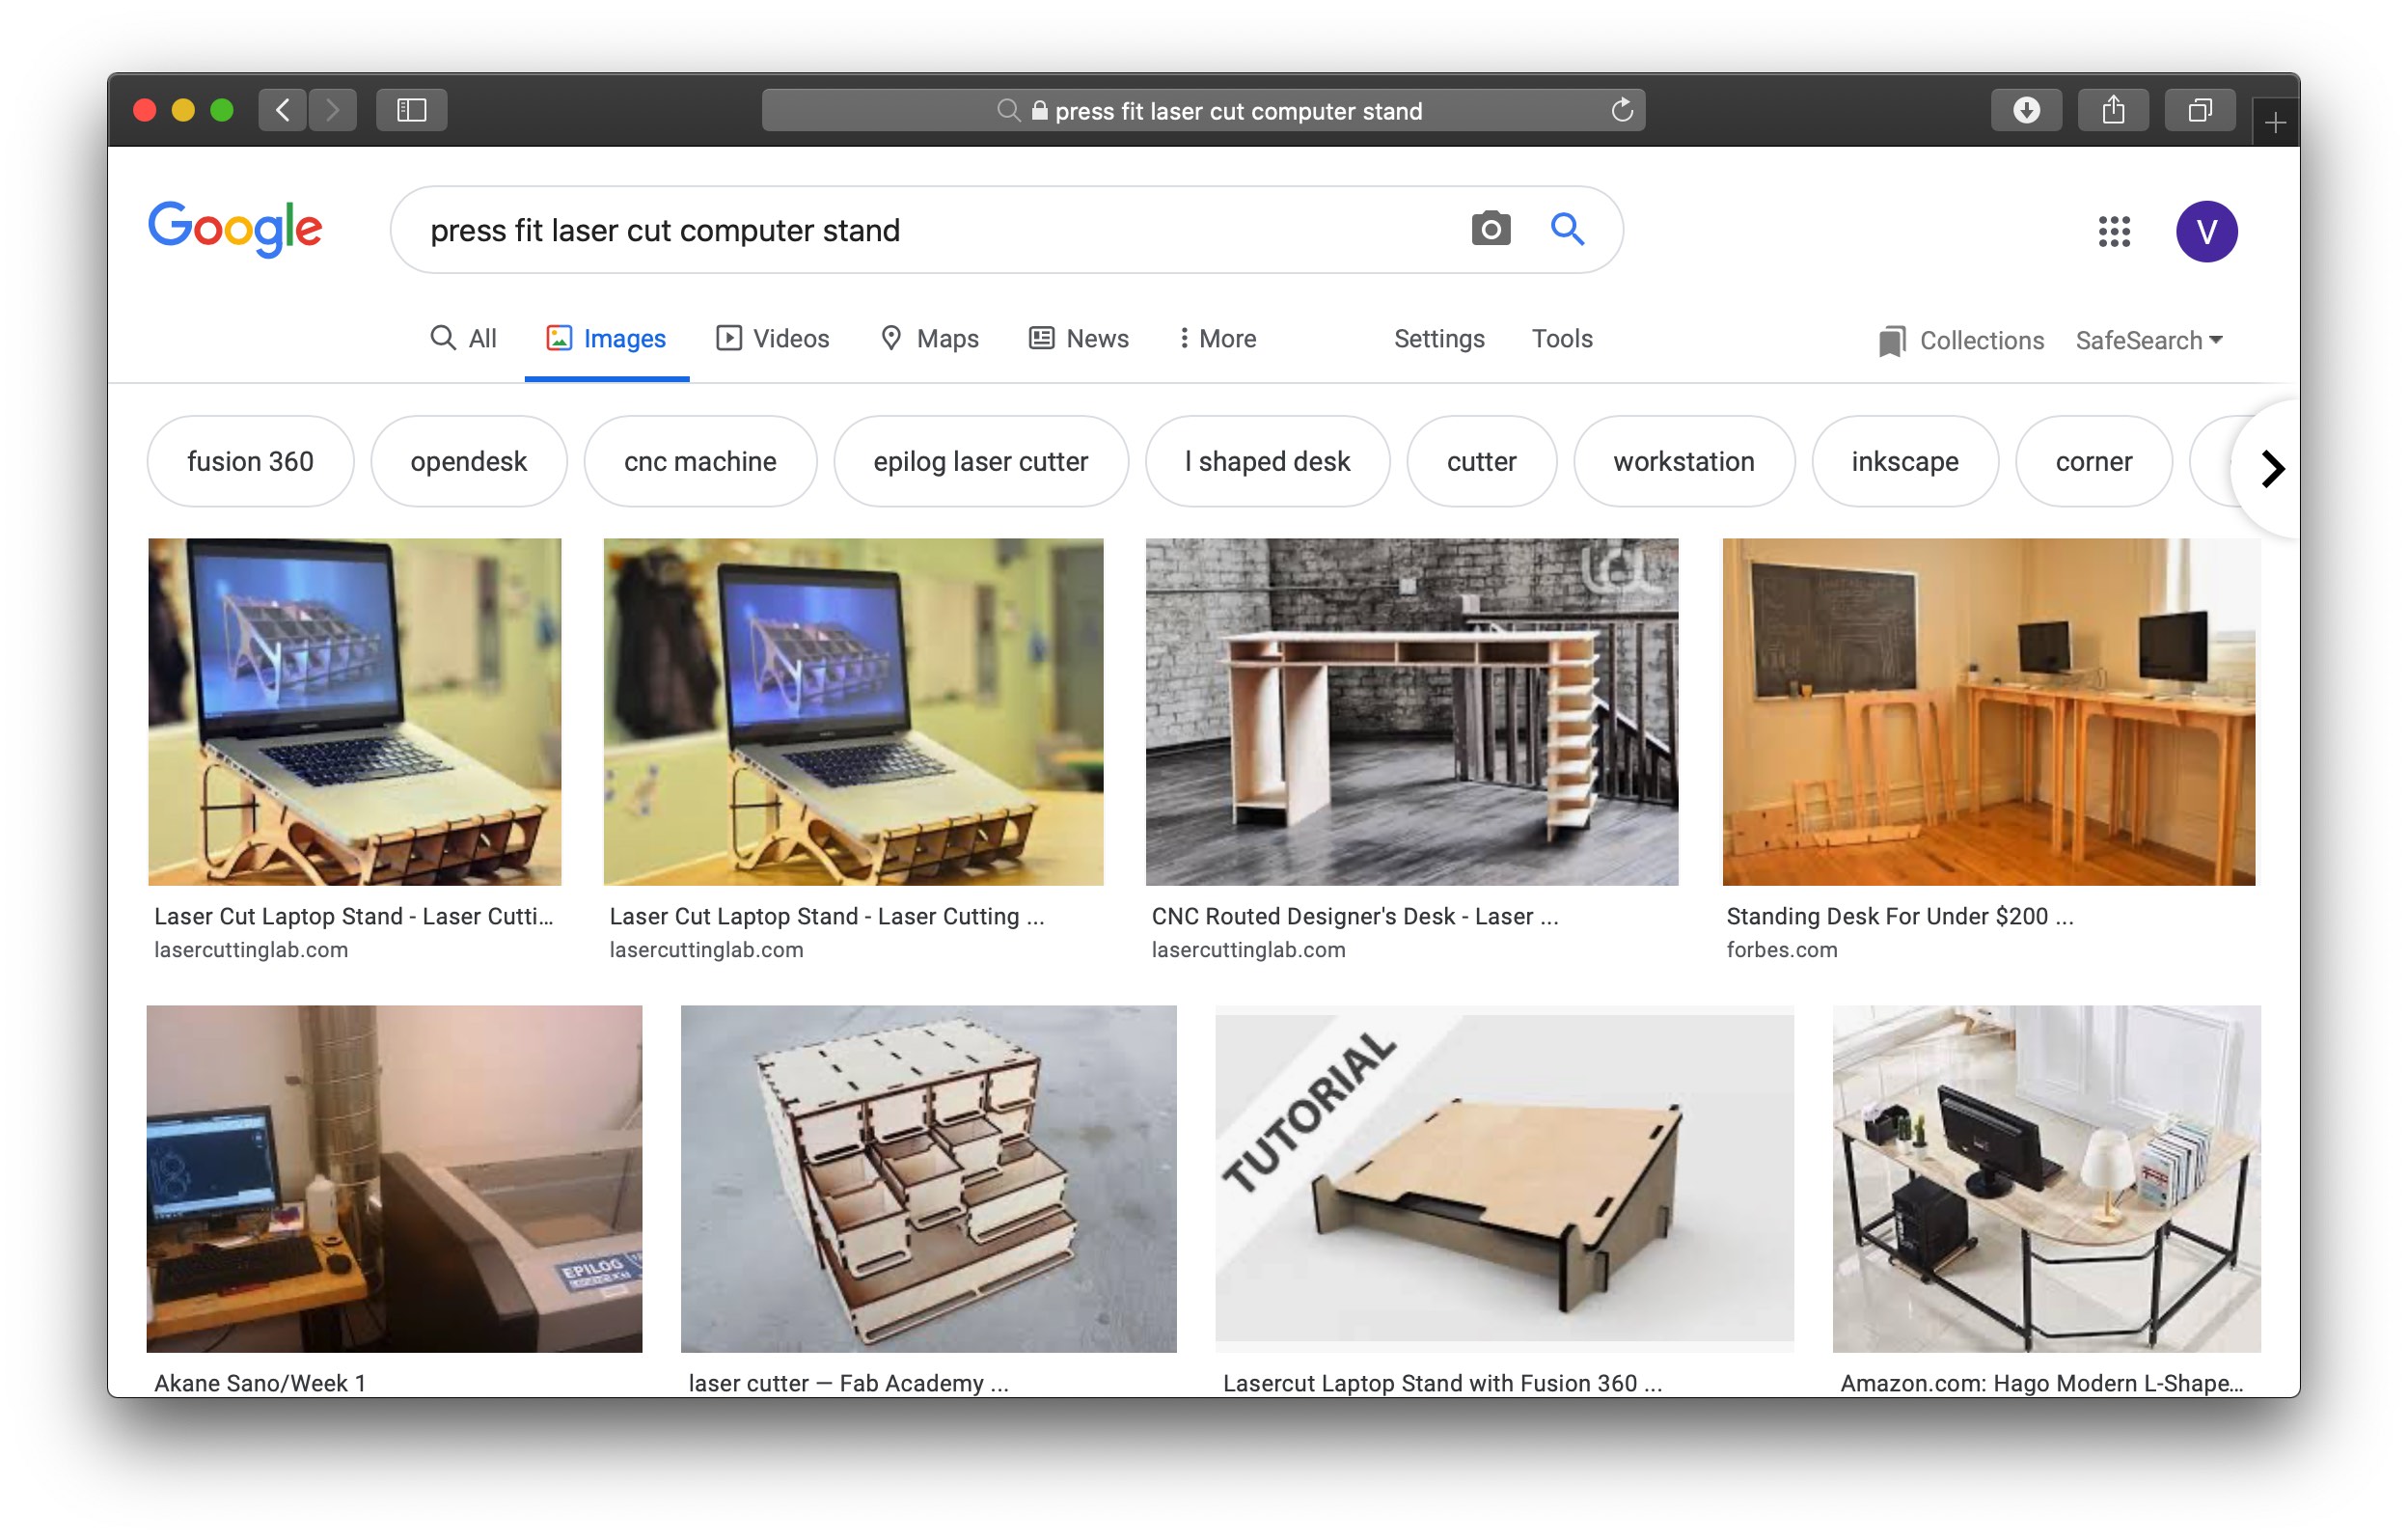 press fit laser cut computer stand
Google
press fit laser cut computer stand
V
All Images Videos Maps News More Settings Tools Collections SafeSearch
fusion 360 opendesk cnc machine epilog laser cutter l shaped desk cutter workstation inkscape corner
Laser Cut Laptop Stand - Laser Cutti...
lasercuttinglab.com
Laser Cut Laptop Stand - Laser Cutting ...
lasercuttinglab.com
CNC Routed Designer's Desk - Laser ...
lasercuttinglab.com
Standing Desk For Under $200 ...
forbes.com
EPILOG
TUTORIAL
Akane Sano/Week 1
laser cutter — Fab Academy ...
Lasercut Laptop Stand with Fusion 360 ...
Amazon.com: Hago Modern L-Shape...